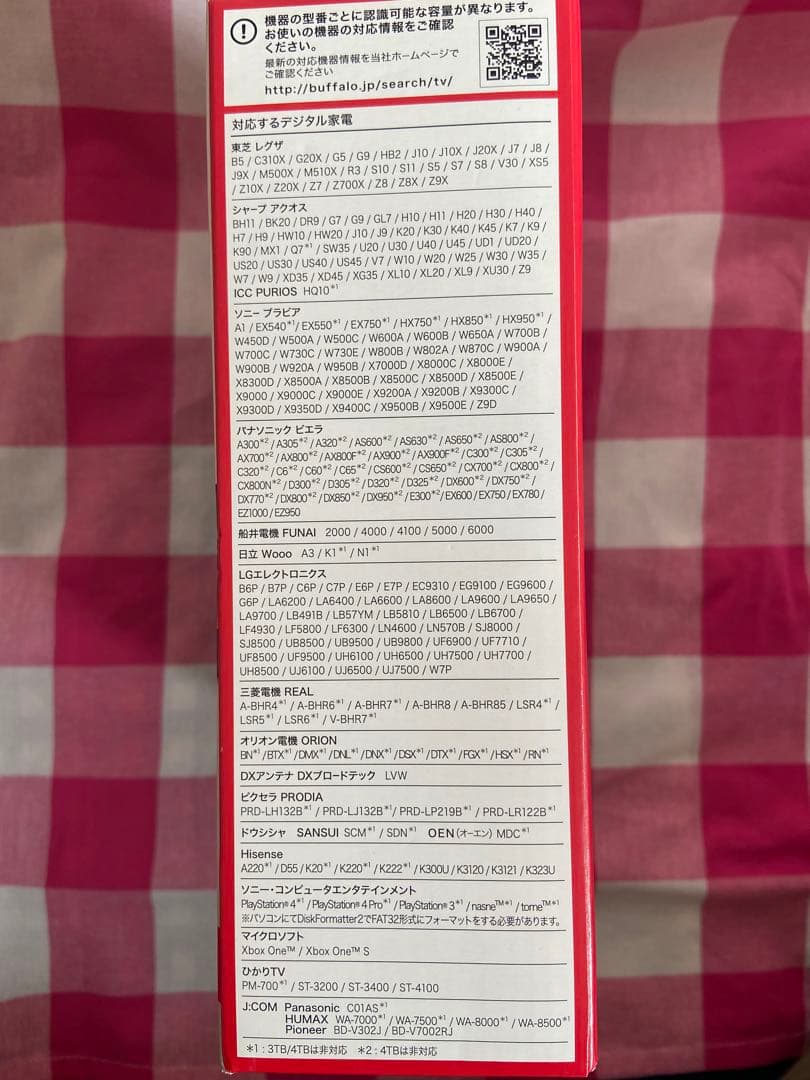 機器の型番ごとに認識可能な容量が異なります。
お使いの機器の対応情報をご確認
ください。
最新の対応機器情報を当社ホームページで
ご確認ください
http://buffalo.jp/search/tv/
対応するデジタル家電
東芝 レグザ
B5 / C310X / G20X / G5 / G9 / HB2 / J10 / J10X / J20X / J7 / J8 /
J9X / M500X / M510X / R3 / S10 / S11 / S5 / S7 / S8 / V30 / XS5
/ Z10X / Z20X / Z7 / Z700X / Z8 / Z8X / Z9X
シャープ アクオス
BH11 / BK20 / DR9 / G7 / G9 / GL7 / H10 / H11 / H20 / H30 / H40 /
H7 / H9 / HW10 / HW20 / J10 / J9 / K20 / K30 / K40 / K45 / K7 / K9 /
K90 / MX1 / Q7*1 / SW35 / U20 / U30 / U40 / U45 / UD1 / UD20 /
US20 / US30 / US40 / US45 / V7 / W10 / W20 / W25 / W30 / W35 /
W7 / W9 / XD35 / XD45 / XG35 / XL10 / XL20 / XL9 / XU30 / Z9
ICC PURIOS HQ10*1
ソニー ブラビア
A1 / EX540*1 / EX550*1 / EX750*1 / HX750*1 / HX850*1 / HX950*1 /
W450D / W500A / W500C / W600A / W600B / W650A / W700B /
W700C / W730C / W730E / W800B / W802A / W870C / W900A /
W900B / W920A / W950B / X7000D / X8000C / X8000E /
X8300D / X8500A / X8500B / X8500C / X8500D / X8500E /
X9000 / X9000C / X9000E / X9200A / X9200B / X9300C /
X9300D / X9350D / X9400C / X9500B / X9500E / Z9D
パナソニック ビエラ
A300*2 / A305*2 / A320*2 / AS600*2 / AS630*2 / AS650*2 / AS800*2 /
AX700*2 / AX800*2 / AX800F*2 / AX900*2 / AX900F*2 / C300*2 / C305*2 /
C320*2 / C6*2 / C60*2 / C65*2 / CS600*2 / CS650*2 / CX700*2 / CX800*2 /
CX800N*2 / D300*2 / D305*2 / D320*2 / D325*2 / DX600*2 / DX750*2 /
DX770*2 / DX800*2 / DX850*2 / DX950*2 / E300*2 / EX600 / EX750 / EX780 /
EZ1000 / EZ950
船井電機 FUNAI 2000 / 4000 / 4100 / 5000 / 6000
日立 Wooo A3 / K1*1 / N1*1
LGエレクトロニクス
B6P / B7P / C6P / C7P / E6P / E7P / EC9310 / EG9100 / EG9600 /
G6P / LA6200 / LA6400 / LA6600 / LA8600 / LA9600 / LA9650 /
LA9700 / LB491B / LB57YM / LB5810 / LB6500 / LB6700 /
LF4930 / LF5800 / LF6300 / LN4600 / LN570B / SJ8000 /
SJ8500 / UB8500 / UB9500 / UB9800 / UF6900 / UF7710 /
UF8500 / UF9500 / UH6100 / UH6500 / UH7500 / UH7700 /
UH8500 / UJ6100 / UJ6500 / UJ7500 / W7P
三菱電機 REAL
A-BHR4*1 / A-BHR6*1 / A-BHR7*1 / A-BHR8 / A-BHR85 / LSR4*1 /
LSR5*1 / LSR6*1 / V-BHR7*1
オリオン電機 ORION
BN*1 / BTX*1 / DMX*1 / DNL*1 / DNX*1 / DSX*1 / DTX*1 / FGX*1 / HSX*1 / RN*1
DXアンテナ DXブロードテック LVW
ピクセラ PRODIA
PRD-LH132B*1 / PRD-LJ132B*1 / PRD-LP219B*1 / PRD-LR122B*1
ドウシシャ SANSUI SCM*1 / SDN*1 OEN(オーエン) MDC*1
Hisense
A220*1 / D55 / K20*1 / K220*1 / K222*1 / K300U / K3120 / K3121 / K323U
ソニー・コンピュータエンタテインメント
PlayStation®4*1 / PlayStation®4 Pro*1 / PlayStation®3*1 / nasne™*1 / torne™*1
※パソコンにてDiskFormatter2でFAT32形式にフォーマットをする必要があります。
マイクロソフト
Xbox One™ / Xbox One™ S
ひかりTV
PM-700*1 / ST-3200 / ST-3400 / ST-4100
J:COM Panasonic C01AS*1
HUMAX WA-7000*1 / WA-7500*1 / WA-8000*1 / WA-8500*1
Pioneer BD-V302J / BD-V7002RJ
*1：3TB/4TBは非対応 *2：4TBは非対応